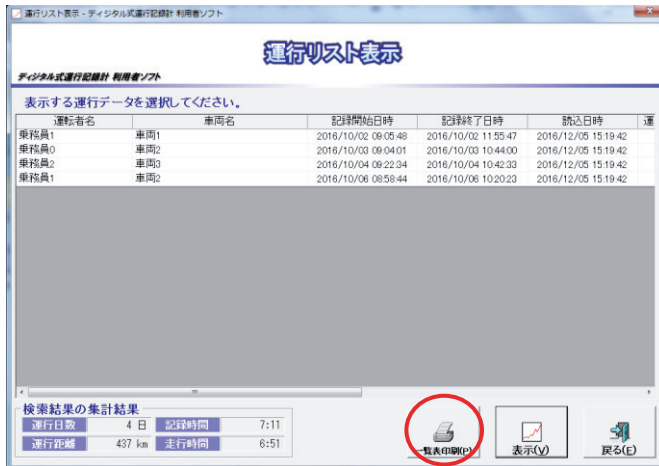 運行リスト表示 - ディジタル式運行記録計 利用者ソフト
運行リスト表示
ディジタル式運行記録計 利用者ソフト
表示する運行データを選択してください。
運転者名 車両名 記録開始日時 記録終了日時 読込日時 運
乗務員1 車両1 2016/10/02 09:05:48 2016/10/02 11:55:47 2016/12/05 15:19:42
乗務員0 車両2 2016/10/03 09:04:01 2016/10/03 10:44:00 2016/12/05 15:19:42
乗務員2 車両3 2016/10/04 09:22:34 2016/10/04 10:42:33 2016/12/05 15:19:42
乗務員1 車両2 2016/10/06 08:58:44 2016/10/06 10:20:23 2016/12/05 15:19:42
検索結果の集計結果
運行日数 4 日 記録時間 7:11
運行距離 437 km 走行時間 6:51
一覧表印刷(P) 表示(V) 戻る(E)